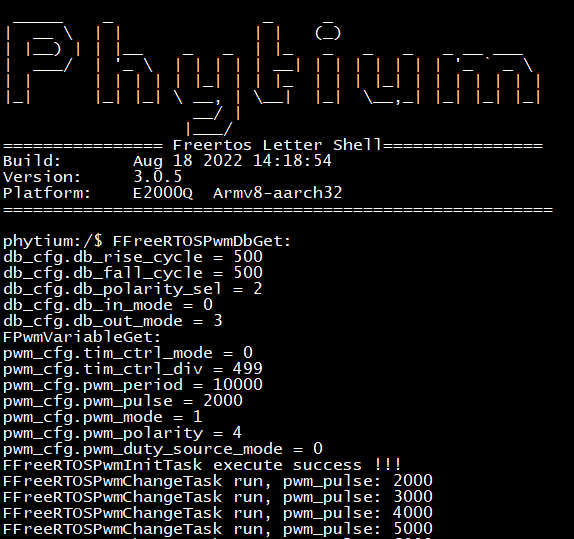 Phytium
================ Freertos Letter Shell================
Build:       Aug 18 2022 14:18:54
Version:     3.0.5
Platform:    E2000Q  Armv8-aarch32
=======================================================
phytium:/$ FFreeRTOSPwmDbGet:
db_cfg.db_rise_cycle = 500
db_cfg.db_fall_cycle = 500
db_cfg.db_polarity_sel = 2
db_cfg.db_in_mode = 0
db_cfg.db_out_mode = 3
FPwmVariableGet:
pwm_cfg.tim_ctrl_mode = 0
pwm_cfg.tim_ctrl_div = 499
pwm_cfg.pwm_period = 10000
pwm_cfg.pwm_pulse = 2000
pwm_cfg.pwm_mode = 1
pwm_cfg.pwm_polarity = 4
pwm_cfg.pwm_duty_source_mode = 0
FFreeRTOSPwmInitTask execute success !!!
FFreeRTOSPwmChangeTask run, pwm_pulse: 2000
FFreeRTOSPwmChangeTask run, pwm_pulse: 3000
FFreeRTOSPwmChangeTask run, pwm_pulse: 4000
FFreeRTOSPwmChangeTask run, pwm_pulse: 5000